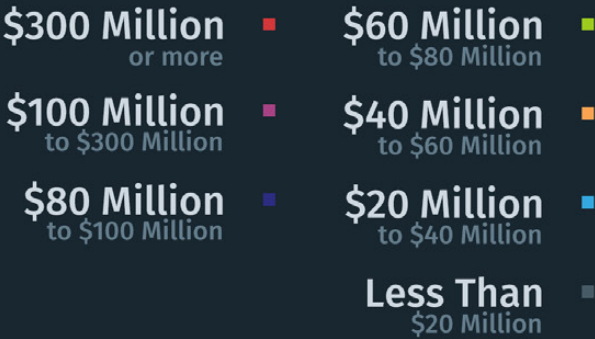 $300 Million
or more
$100 Million
to $300 Million
$80 Million
to $100 Million
$60 Million
to $80 Million
$40 Million
to $60 Million
$20 Million
to $40 Million
Less Than
$20 Million